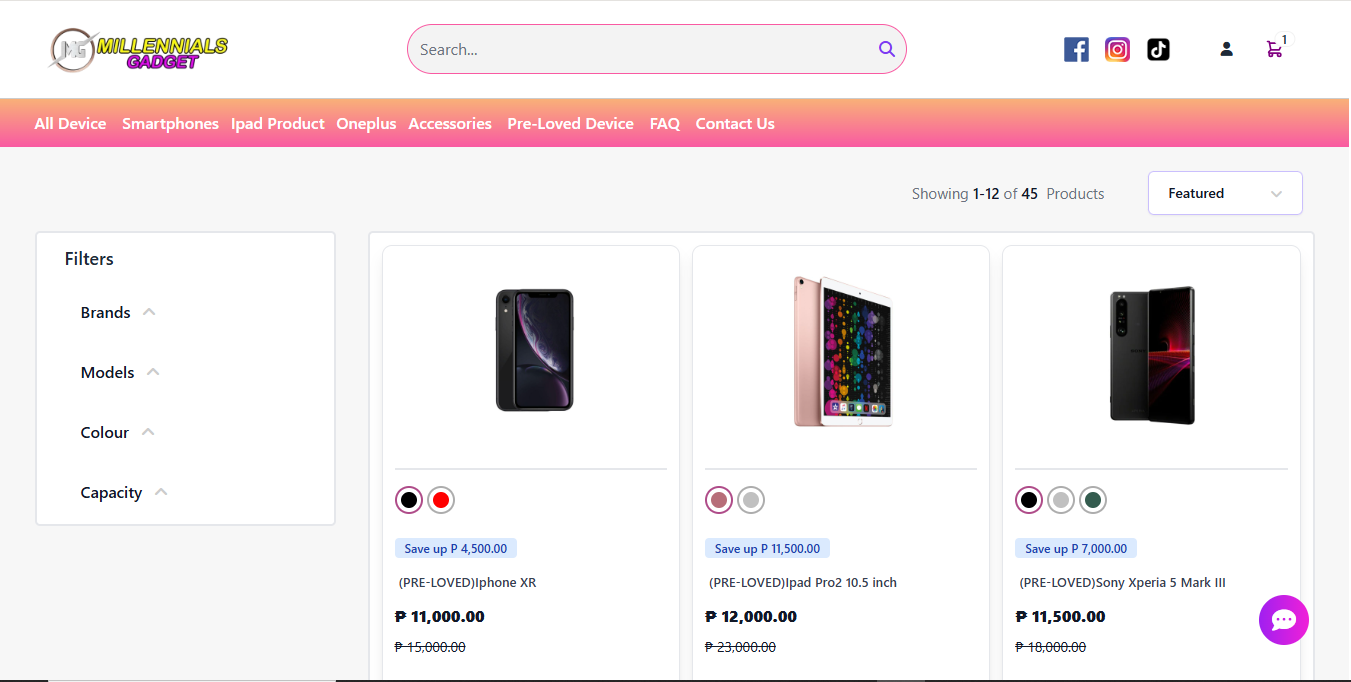 MG MILLENNIALS
GADGET
Search...
1
All Device Smartphones Ipad Product Oneplus Accessories Pre-Loved Device FAQ Contact Us
Showing 1-12 of 45 Products
Featured
Filters
Brands
Models
Colour
Capacity
Save up P 4,500.00
(PRE-LOVED)Iphone XR
₱ 11,000.00
₱ 15,000.00
Save up P 11,500.00
(PRE-LOVED)Ipad Pro2 10.5 inch
₱ 12,000.00
₱ 23,000.00
Save up P 7,000.00
(PRE-LOVED)Sony Xperia 5 Mark III
₱ 11,500.00
₱ 18,000.00